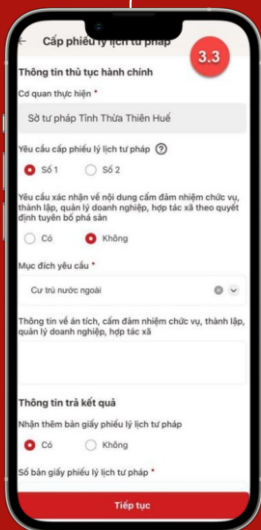 Cấp phiếu lý lịch tư pháp
3.3
Thông tin thủ tục hành chính
Cơ quan thực hiện *
Sở tư pháp Tỉnh Thừa Thiên Huế
Yêu cầu cấp phiếu lý lịch tư pháp ?
Số 1 Số 2
Yêu cầu xác nhận về nội dung cấm đảm nhiệm chức vụ,
thành lập, quản lý doanh nghiệp, hợp tác xã theo quyết
định tuyên bố phá sản
Có Không
Mục đích yêu cầu *
Cư trú nước ngoài
Thông tin về án tích, cấm đảm nhiệm chức vụ, thành lập,
quản lý doanh nghiệp, hợp tác xã
Thông tin trả kết quả
Nhận thêm bản giấy phiếu lý lịch tư pháp
Có Không
Số bản giấy phiếu lý lịch tư pháp *
Tiếp tục